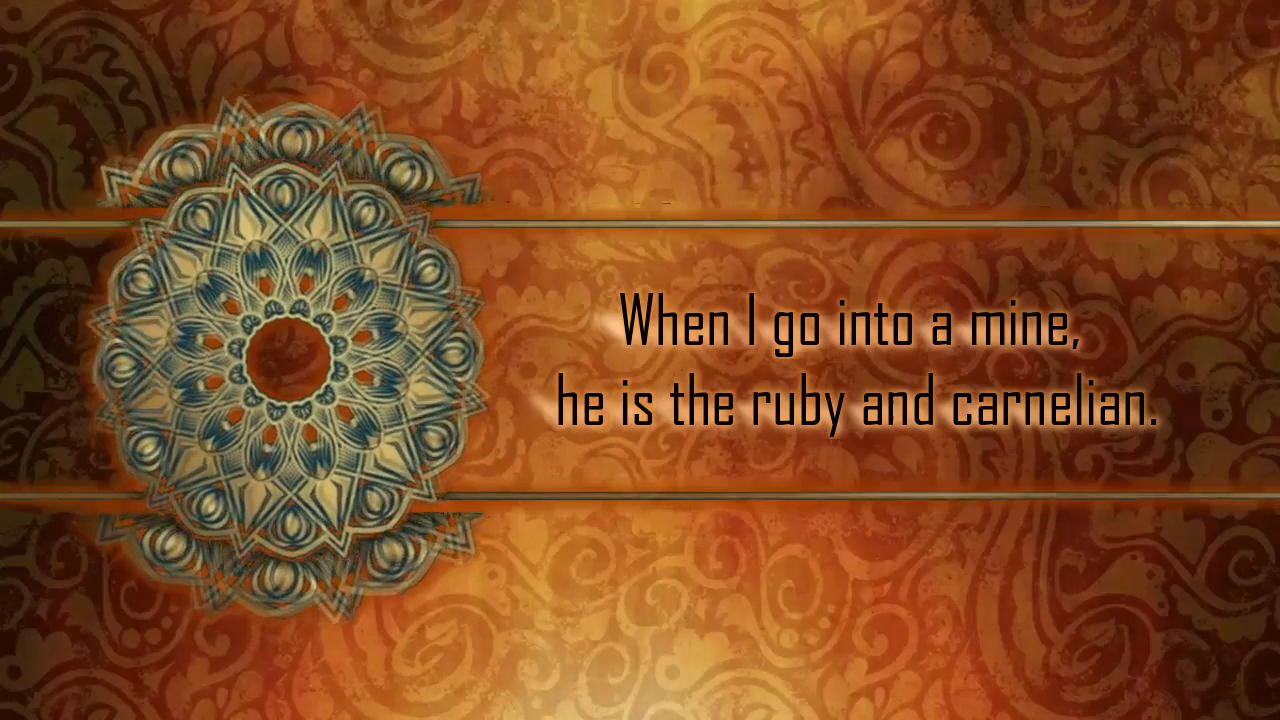 When I go into a mine,
he is the ruby and carnelian.